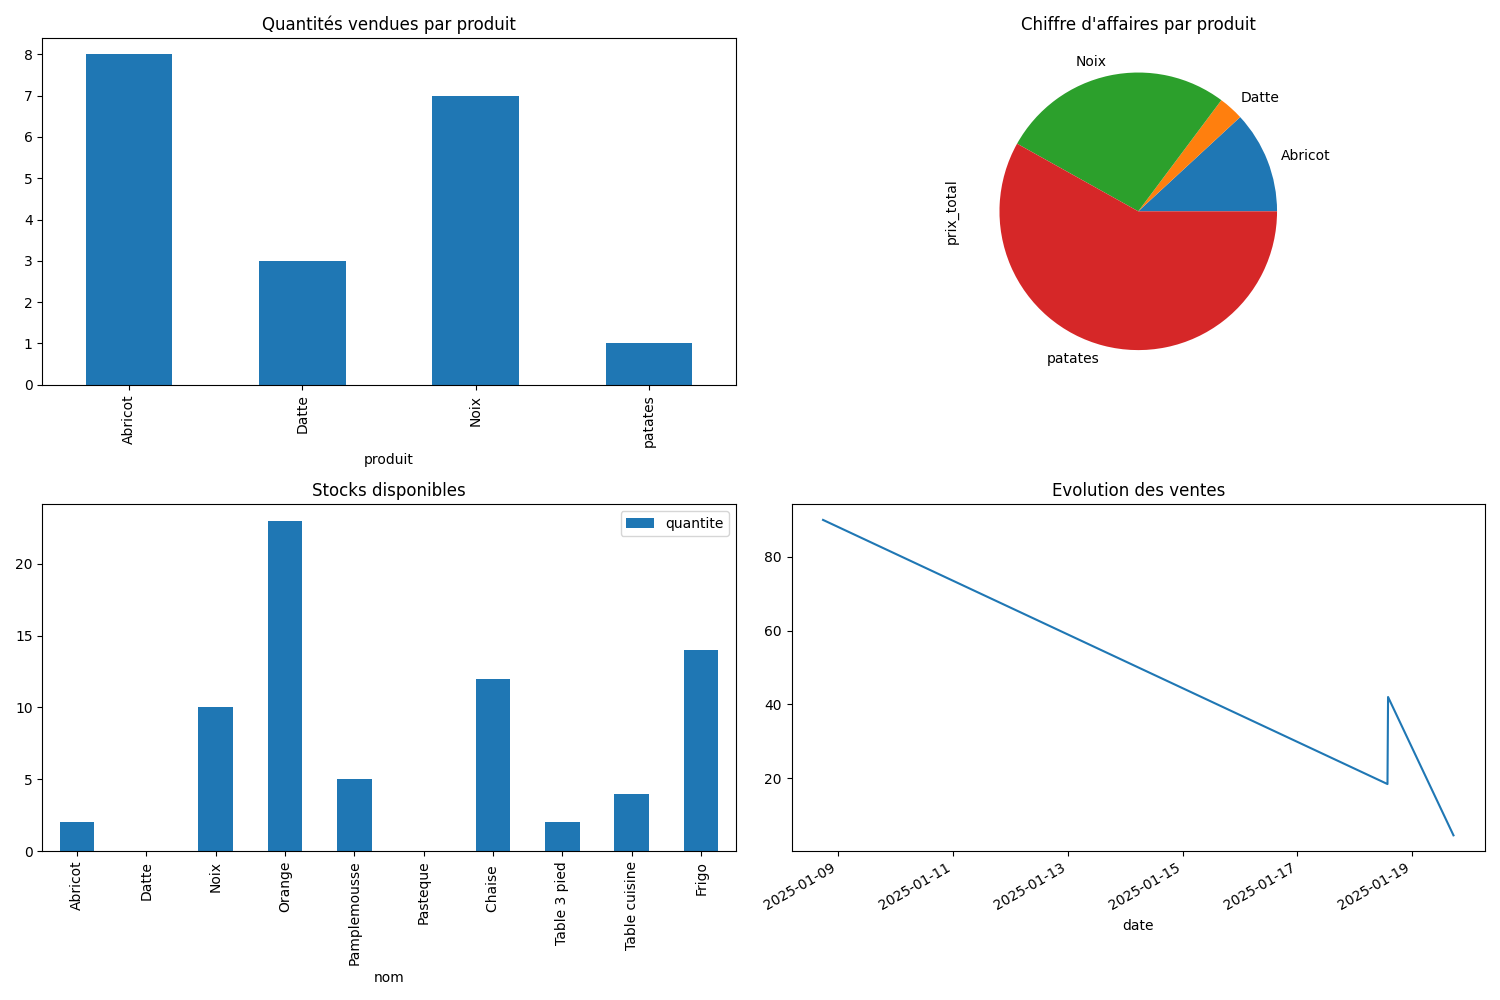 Quantités vendues par produit
8
7
6
5
4
3
2
1
0
Abricot
Datte
Noix
patates
produit
Chiffre d'affaires par produit
Noix
Datte
Abricot
prix_total
patates
Stocks disponibles
quantite
20
15
10
5
0
Abricot
Datte
Noix
Orange
Pamplemousse
Pasteque
Chaise
Table 3 pied
Table cuisine
Frigo
nom
Evolution des ventes
80
60
40
20
2025-01-09
2025-01-11
2025-01-13
2025-01-15
2025-01-17
2025-01-19
date